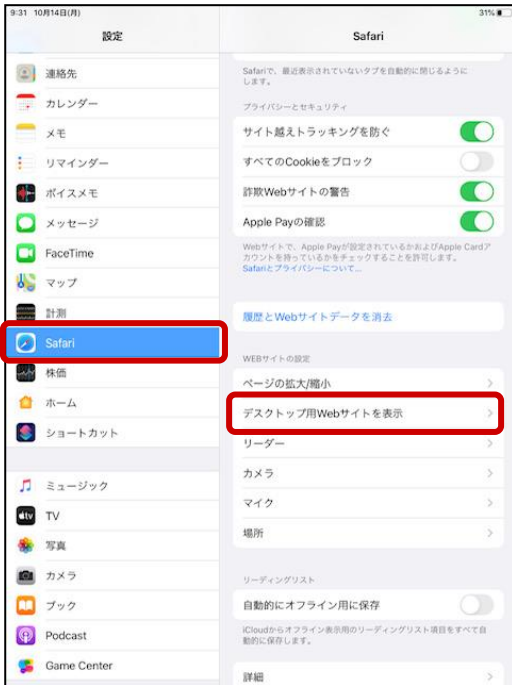 9:31 10月14日(月)
31%
設定
Safari
連絡先
カレンダー
メモ
リマインダー
ボイスメモ
メッセージ
FaceTime
マップ
計測
Safari
株価
ホーム
ショートカット
ミュージック
TV
写真
カメラ
ブック
Podcast
Game Center
Safariで、最近表示されていないタブを自動的に閉じるように
します。
プライバシーとセキュリティ
サイト越えトラッキングを防ぐ
すべてのCookieをブロック
詐欺Webサイトの警告
Apple Payの確認
Webサイトで、Apple Payが設定されているかおよびApple Cardア
カウントを持っているかをチェックすることを許可します。
Safariとプライバシーについて...
履歴とWebサイトデータを消去
WEBサイトの設定
ページの拡大/縮小
デスクトップ用Webサイトを表示
リーダー
カメラ
マイク
場所
リーディングリスト
自動的にオフライン用に保存
iCloudからオフライン表示用のリーディングリスト項目をすべて自
動的に保存します。
詳細